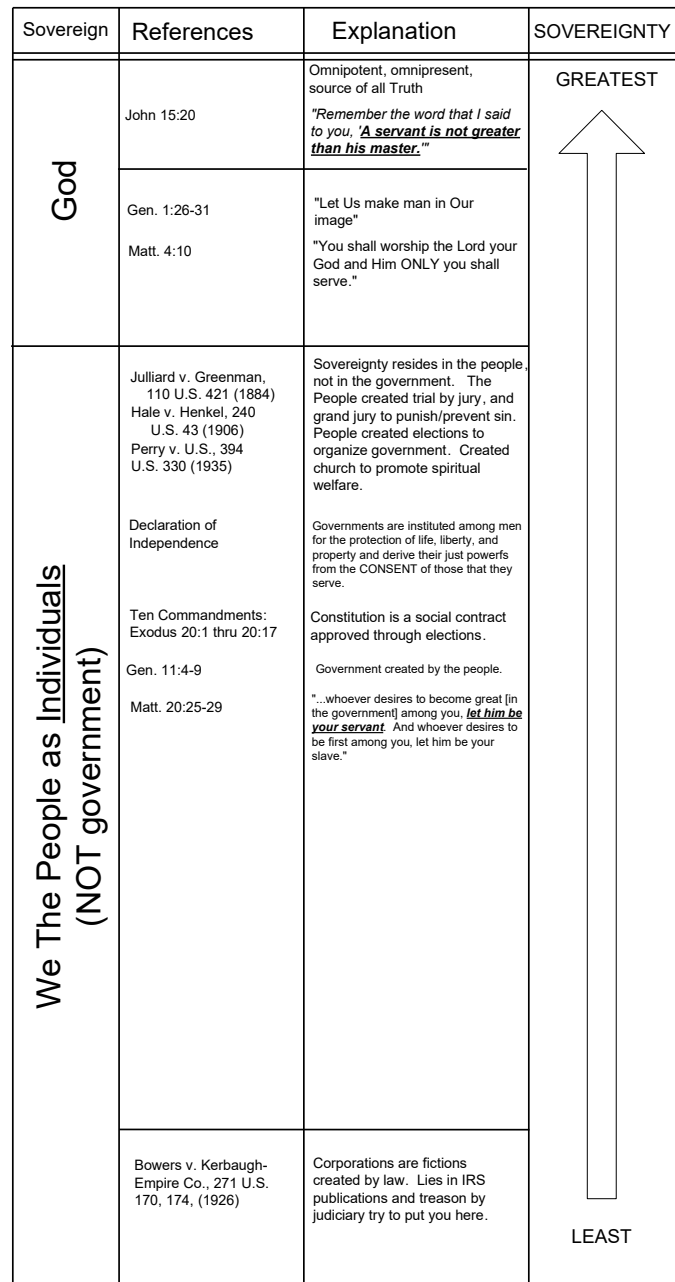 Sovereign
References
Explanation
SOVEREIGNTY
God
John 15:20
Omnipotent, omnipresent,
source of all Truth
"Remember the word that I said
to you, 'A servant is not greater
than his master.'"
GREATEST
Gen. 1:26-31
"Let Us make man in Our
image"
Matt. 4:10
"You shall worship the Lord your
God and Him ONLY you shall
serve."
We The People as Individuals
(NOT government)
Julliard v. Greenman,
110 U.S. 421 (1884)
Hale v. Henkel, 240
U.S. 43 (1906)
Perry v. U.S., 394
U.S. 330 (1935)
Sovereignty resides in the people,
not in the government. The
People created trial by jury, and
grand jury to punish/prevent sin.
People created elections to
organize government. Created
church to promote spiritual
welfare.
Declaration of
Independence
Governments are instituted among men
for the protection of life, liberty, and
property and derive their just powerfs
from the CONSENT of those that they
serve.
Ten Commandments:
Exodus 20:1 thru 20:17
Constitution is a social contract
approved through elections.
Gen. 11:4-9
Government created by the people.
Matt. 20:25-29
"...whoever desires to become great [in
the government] among you, let him be
your servant. And whoever desires to
be first among you, let him be your
slave."
Bowers v. Kerbaugh-
Empire Co., 271 U.S.
170, 174, (1926)
Corporations are fictions
created by law. Lies in IRS
publications and treason by
judiciary try to put you here.
LEAST